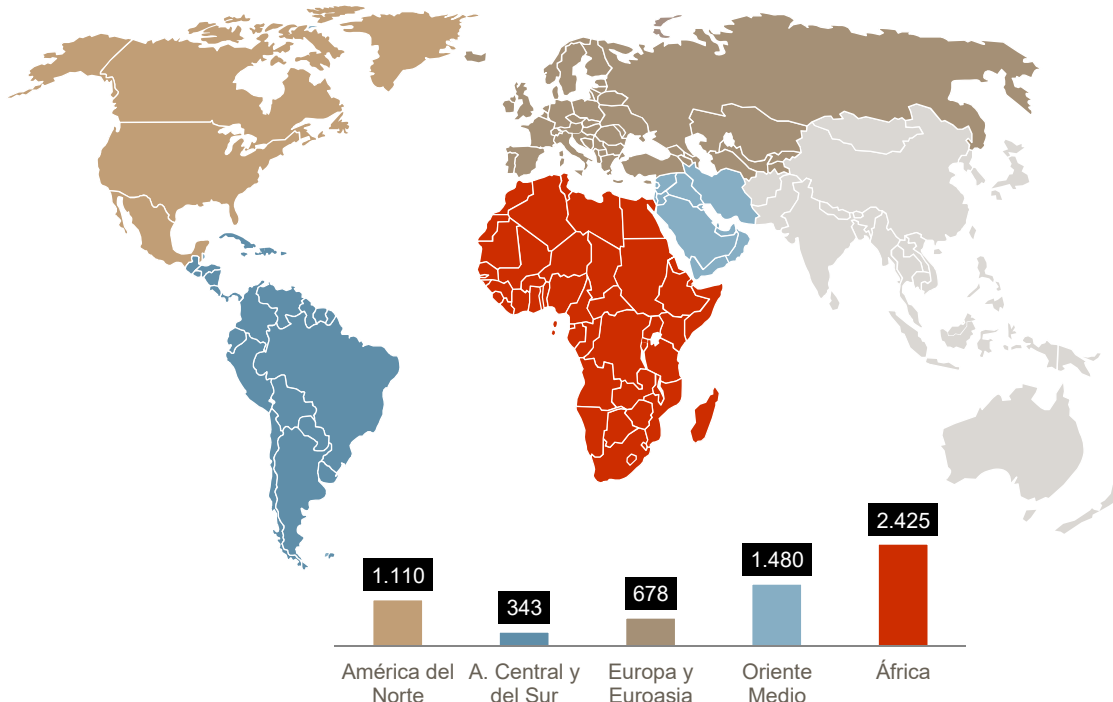 1.110
343
678
1.480
2.425
América del
Norte
A. Central y
del Sur
Europa y
Euroasia
Oriente
Medio
África